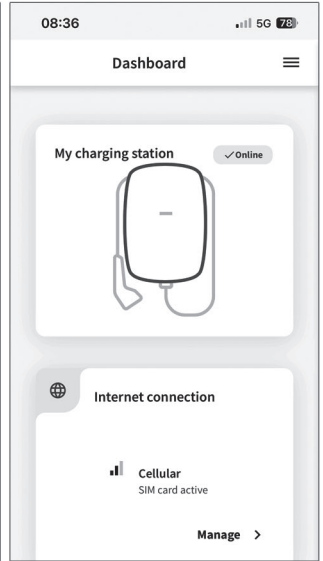 08:36
5G 78
Dashboard
My charging station
Online
Internet connection
Cellular
SIM card active
Manage